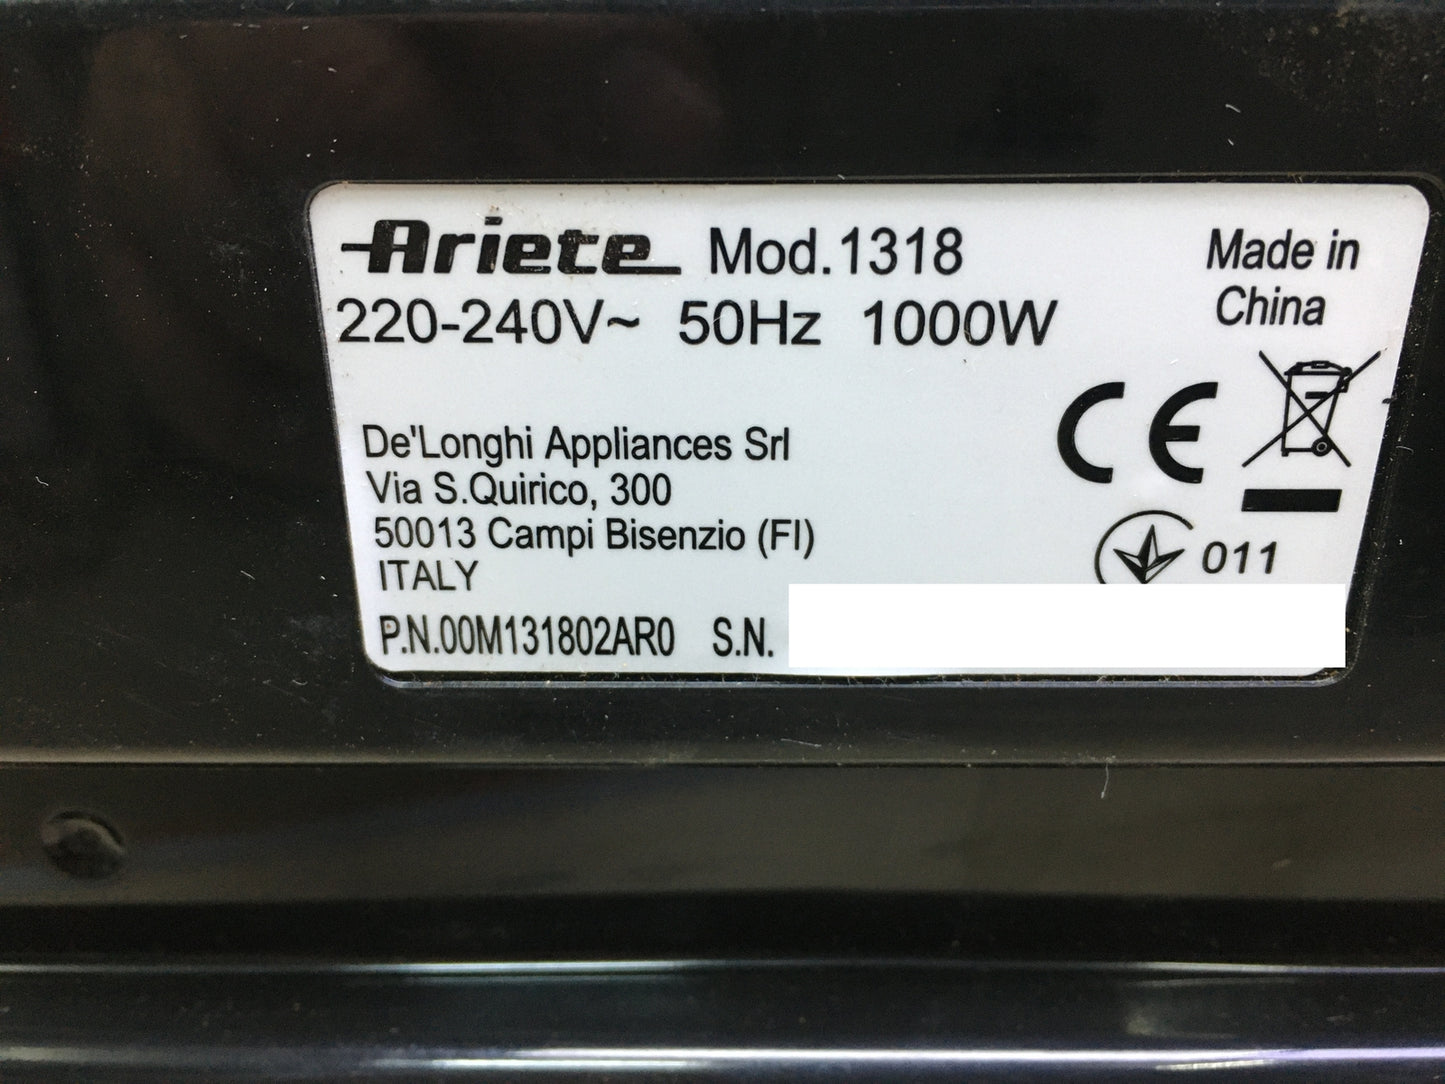 Ariete Mod.1318
Made in
China
220-240V~ 50Hz 1000W
CE
De'Longhi Appliances Srl
Via S.Quirico, 300
50013 Campi Bisenzio (FI)
ITALY
011
P.N.00M131802AR0 S.N.